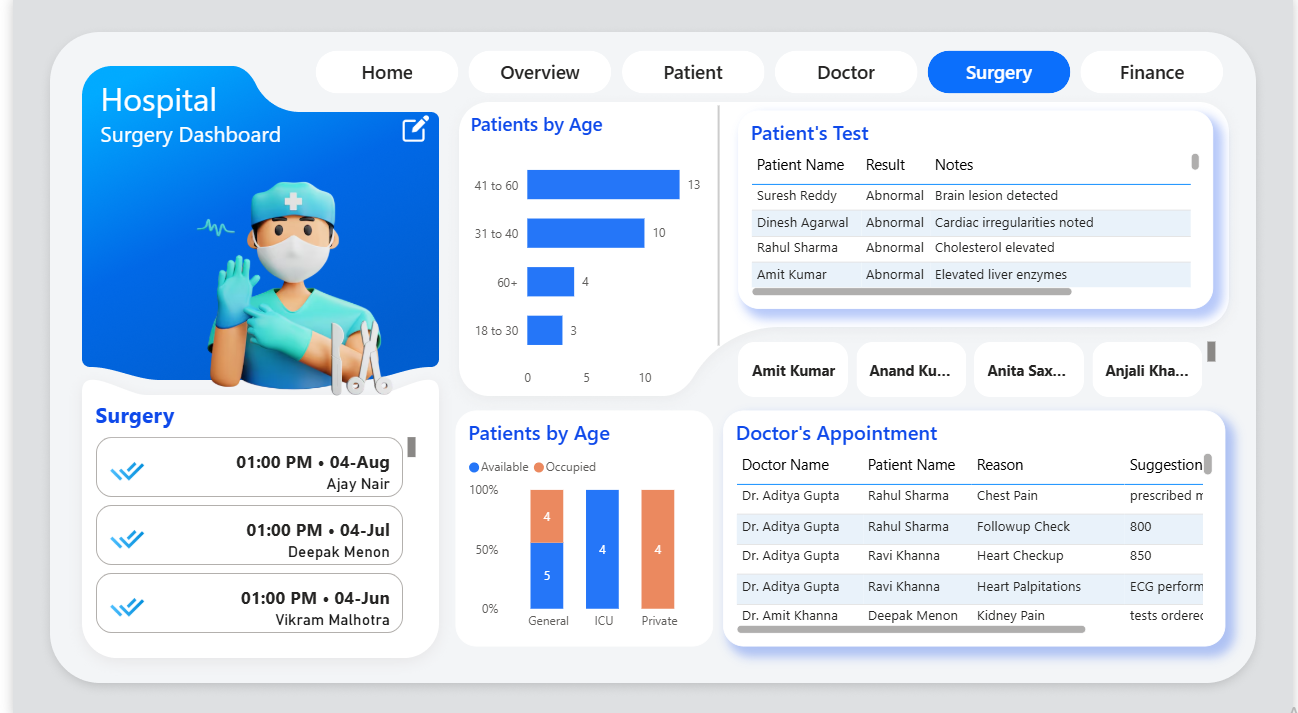 Home
Overview
Patient
Doctor
Surgery
Finance
Hospital
Surgery Dashboard
Surgery
01:00 PM • 04-Aug
Ajay Nair
01:00 PM • 04-Jul
Deepak Menon
01:00 PM • 04-Jun
Vikram Malhotra
Patients by Age
41 to 60 13
31 to 40 10
60+ 4
18 to 30 3
0 5 10
Patient's Test
Patient Name Result Notes
Suresh Reddy Abnormal Brain lesion detected
Dinesh Agarwal Abnormal Cardiac irregularities noted
Rahul Sharma Abnormal Cholesterol elevated
Amit Kumar Abnormal Elevated liver enzymes
Amit Kumar
Anand Ku...
Anita Sax...
Anjali Kha...
Patients by Age
Available Occupied
100%
50%
0%
4
5
4
4
General ICU Private
Doctor's Appointment
Doctor Name Patient Name Reason Suggestion
Dr. Aditya Gupta Rahul Sharma Chest Pain prescribed
Dr. Aditya Gupta Rahul Sharma Followup Check 800
Dr. Aditya Gupta Ravi Khanna Heart Checkup 850
Dr. Aditya Gupta Ravi Khanna Heart Palpitations ECG perform
Dr. Amit Khanna Deepak Menon Kidney Pain tests ordered